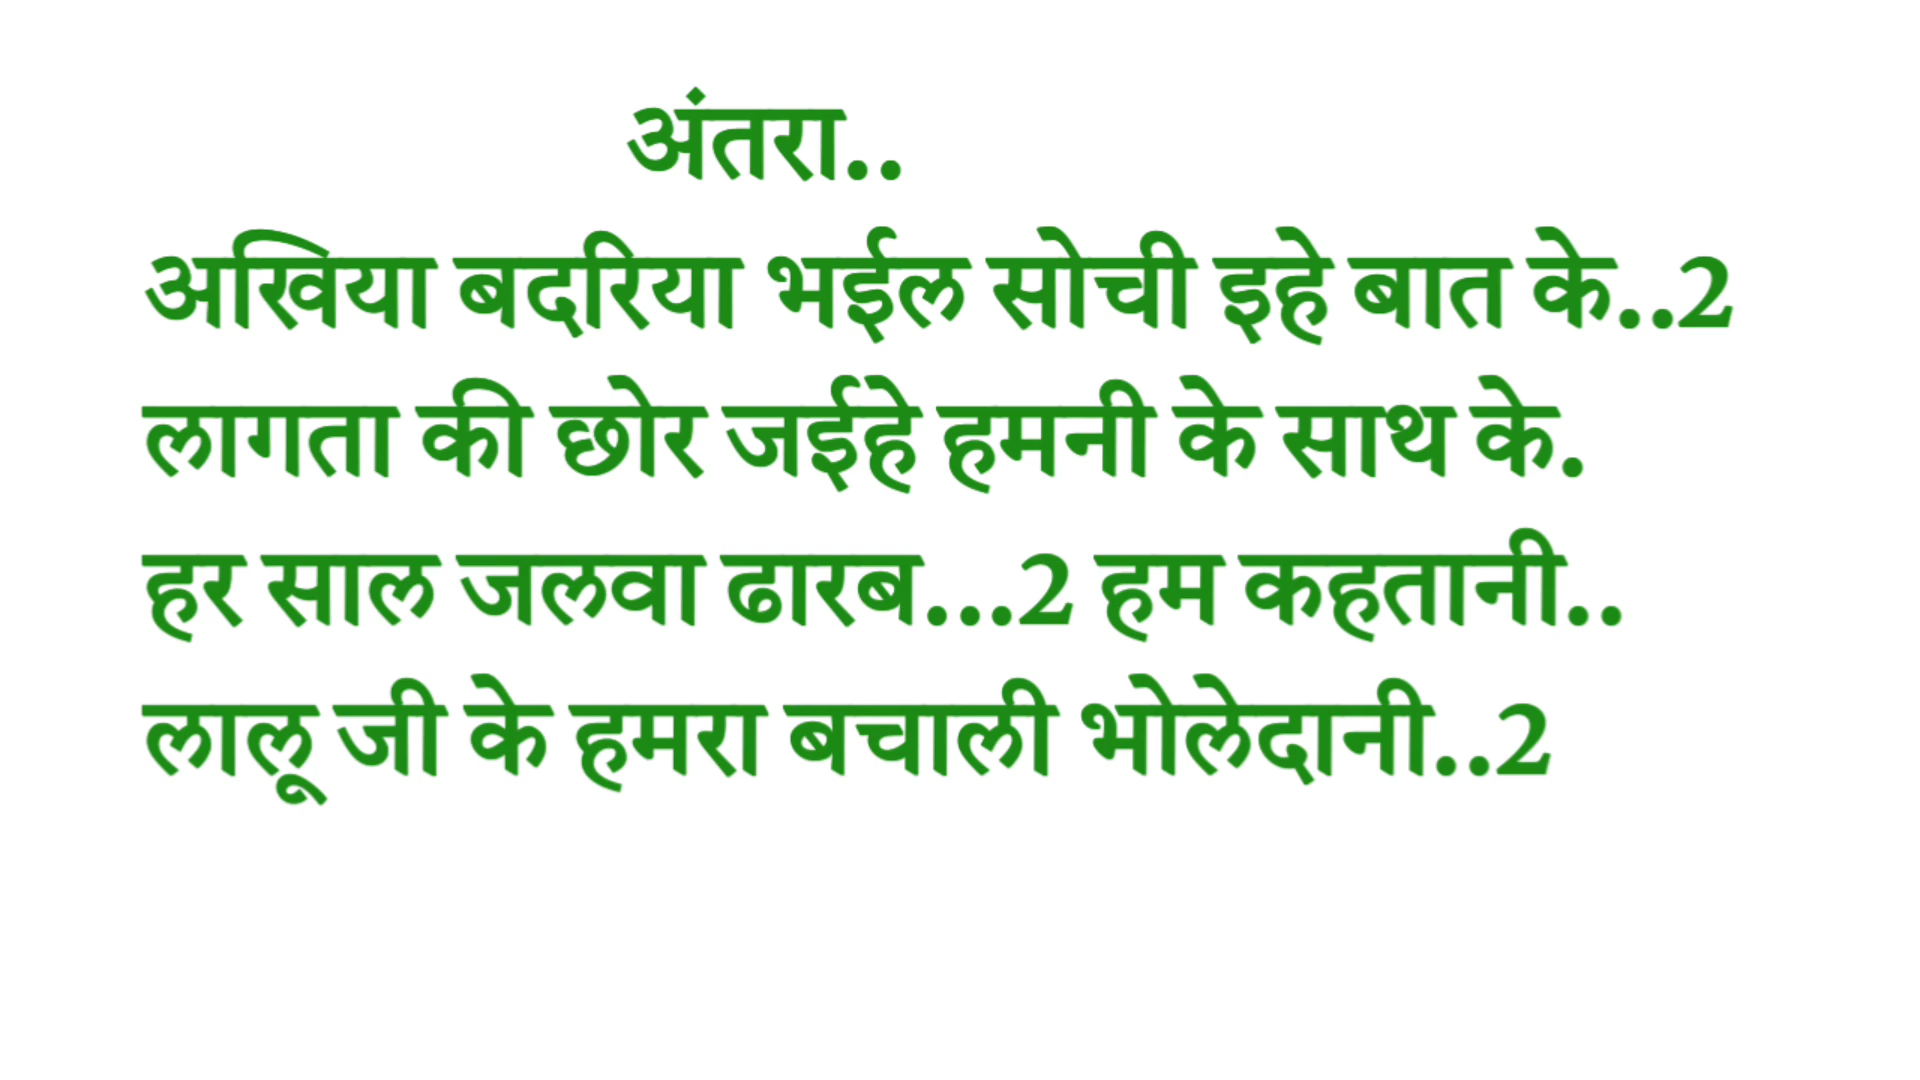 अंतरा..
अखिया बदरिया भईल सोची इहे बात के..2
लागता की छोर जईहे हमनी के साथ के.
हर साल जलवा ढारब...2 हम कहतानी..
लालू जी के हमरा बचाली भोलेदानी..2